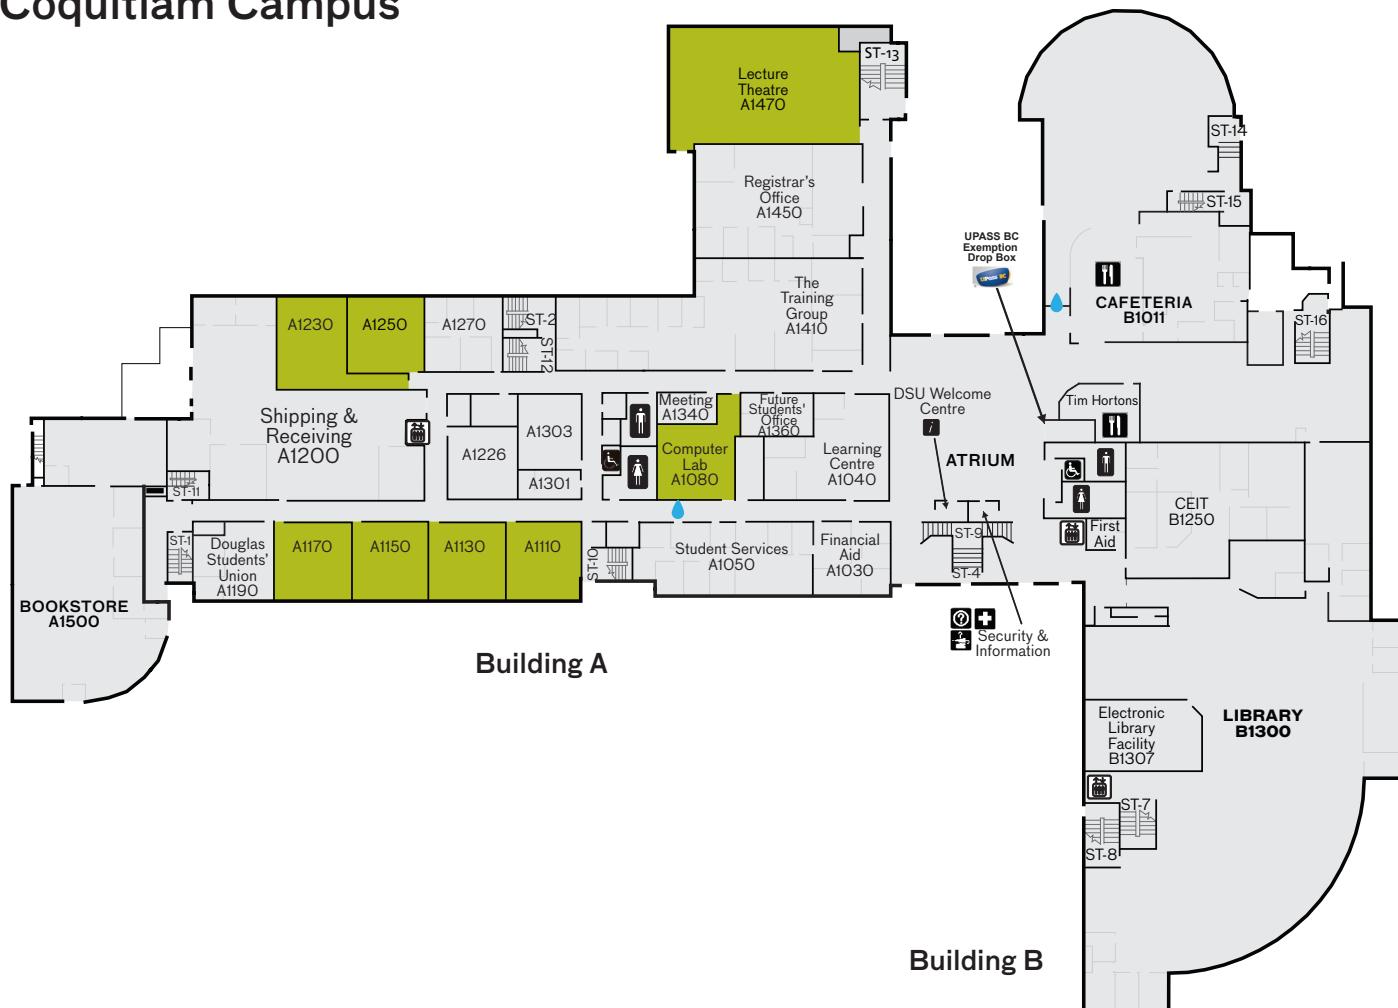 Coquitlam Campus
Lecture
Theatre
A1470
ST-13
ST-14
Registrar's
Office
A1450
ST-15
UPASS BC
Exemption
Drop Box
UPass BC
The
Training
Group
A1410
CAFETERIA
B1011
ST-16
A1230
A1250
A1270
ST-2
ST-12
Shipping &
Receiving
A1200
A1303
A1226
A1301
Meeting
A1340
Future
Students'
Office
A1360
Computer
Lab
A1080
Learning
Centre
A1040
DSU Welcome
Centre
i
ATRIUM
Tim Hortons
CEIT
B1250
First
Aid
ST-11
ST-1
Douglas
Students'
Union
A1190
A1170
A1150
A1130
A1110
ST-10
Student Services
A1050
Financial
Aid
A1030
ST-9
ST-4
BOOKSTORE
A1500
?
Security &
Information
Building A
Electronic
Library
Facility
B1307
LIBRARY
B1300
ST-7
ST-8
Building B